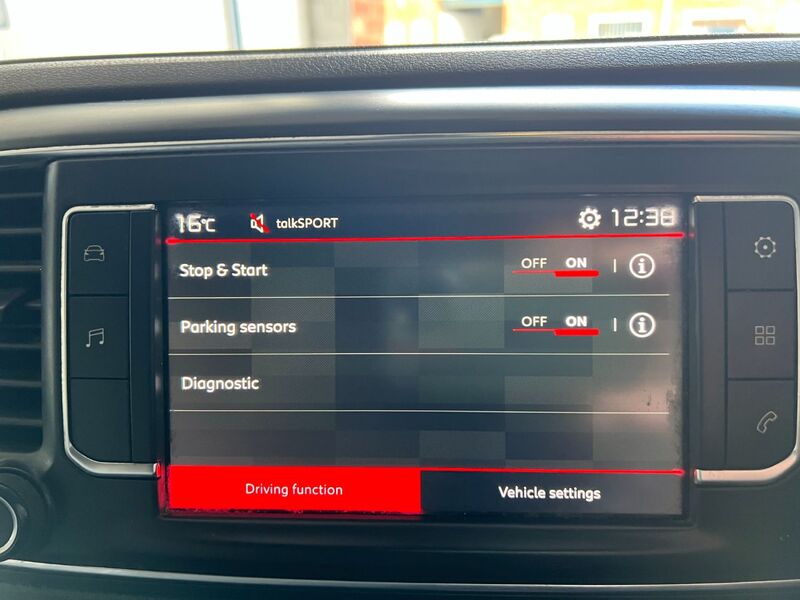 16°C talkSPORT 12:38
Stop & Start OFF ON
Parking sensors OFF ON
Diagnostic
Driving function Vehicle settings